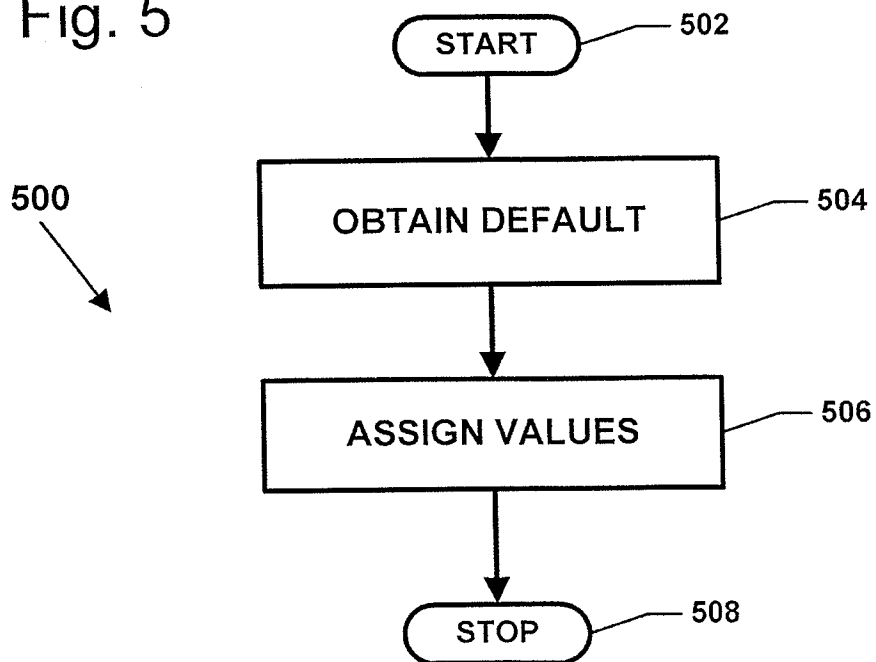 Fig. 5
START
502
500
OBTAIN DEFAULT
504
ASSIGN VALUES
506
STOP
508